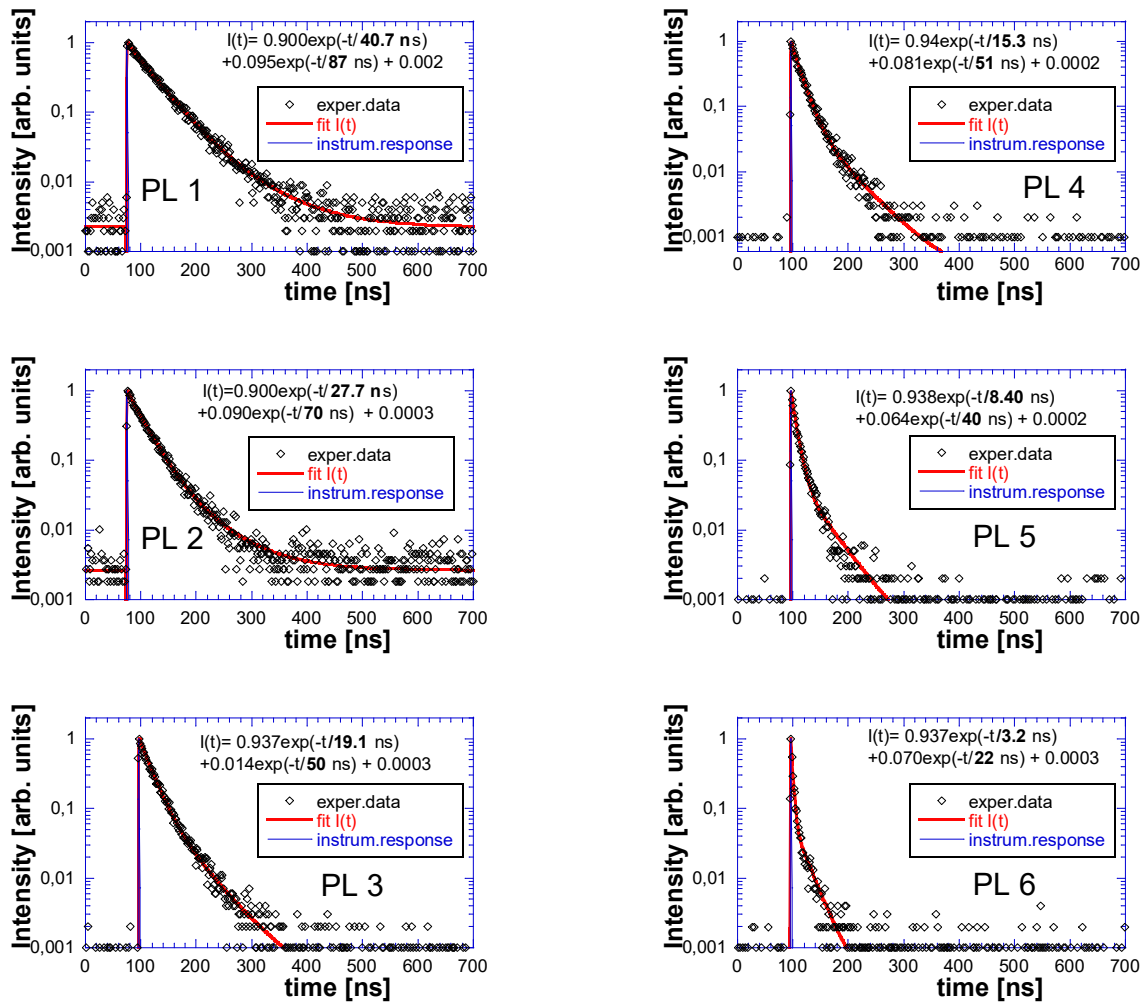 I(t)= 0.900exp(-t/40.7 ns)
+0.095exp(-t/87 ns) + 0.002
exper.data
fit I(t)
instrum.response
PL 1
Intensity [arb. units]
1
0,1
0,01
0,001
0 100 200 300 400 500 600 700
time [ns]
I(t)= 0.94exp(-t/15.3 ns)
+0.081exp(-t/51 ns) + 0.0002
exper.data
fit I(t)
instrum.response
PL 4
Intensity [arb. units]
1
0,1
0,01
0,001
0 100 200 300 400 500 600 700
time [ns]
I(t)=0.900exp(-t/27.7 ns)
+0.090exp(-t/70 ns) + 0.0003
exper.data
fit I(t)
instrum.response
PL 2
Intensity [arb. units]
1
0,1
0,01
0,001
0 100 200 300 400 500 600 700
time [ns]
I(t)=0.938exp(-t/8.40 ns)
+0.064exp(-t/40 ns) + 0.0002
exper.data
fit I(t)
instrum.response
PL 5
Intensity [arb. units]
1
0,1
0,01
0,001
0 100 200 300 400 500 600 700
time [ns]
I(t)= 0.937exp(-t/19.1 ns)
+0.014exp(-t/50 ns) + 0.0003
exper.data
fit I(t)
instrum.response
PL 3
Intensity [arb. units]
1
0,1
0,01
0,001
0 100 200 300 400 500 600 700
time [ns]
I(t)= 0.937exp(-t/3.2 ns)
+0.070exp(-t/22 ns) + 0.0003
exper.data
fit I(t)
instrum.response
PL 6
Intensity [arb. units]
1
0,1
0,01
0,001
0 100 200 300 400 500 600 700
time [ns]